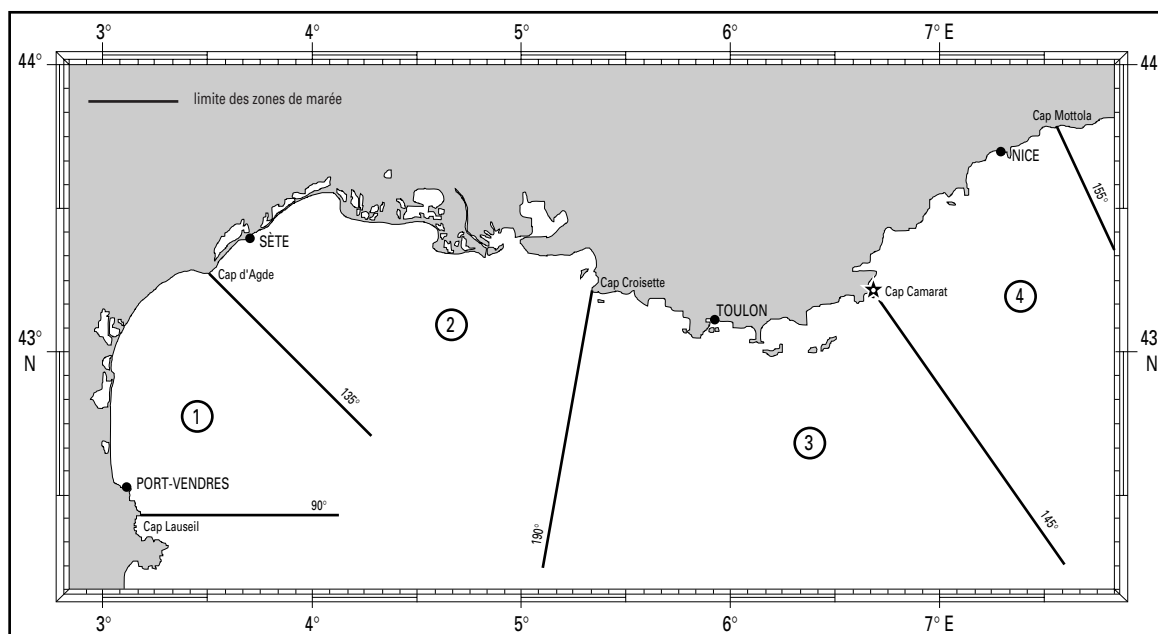 3° 4° 5° 6° 7° E
44° 44°
limite des zones de marée
Cap Mottola
NICE
155°
SÈTE
Cap d'Agde
Cap Croisette
Cap Camarat
4
TOULON
2
43° 43°
N N
135°
1
3
PORT-VENDRES
90°
Cap Lauseil
190°
145°
3° 4° 5° 6° 7° E